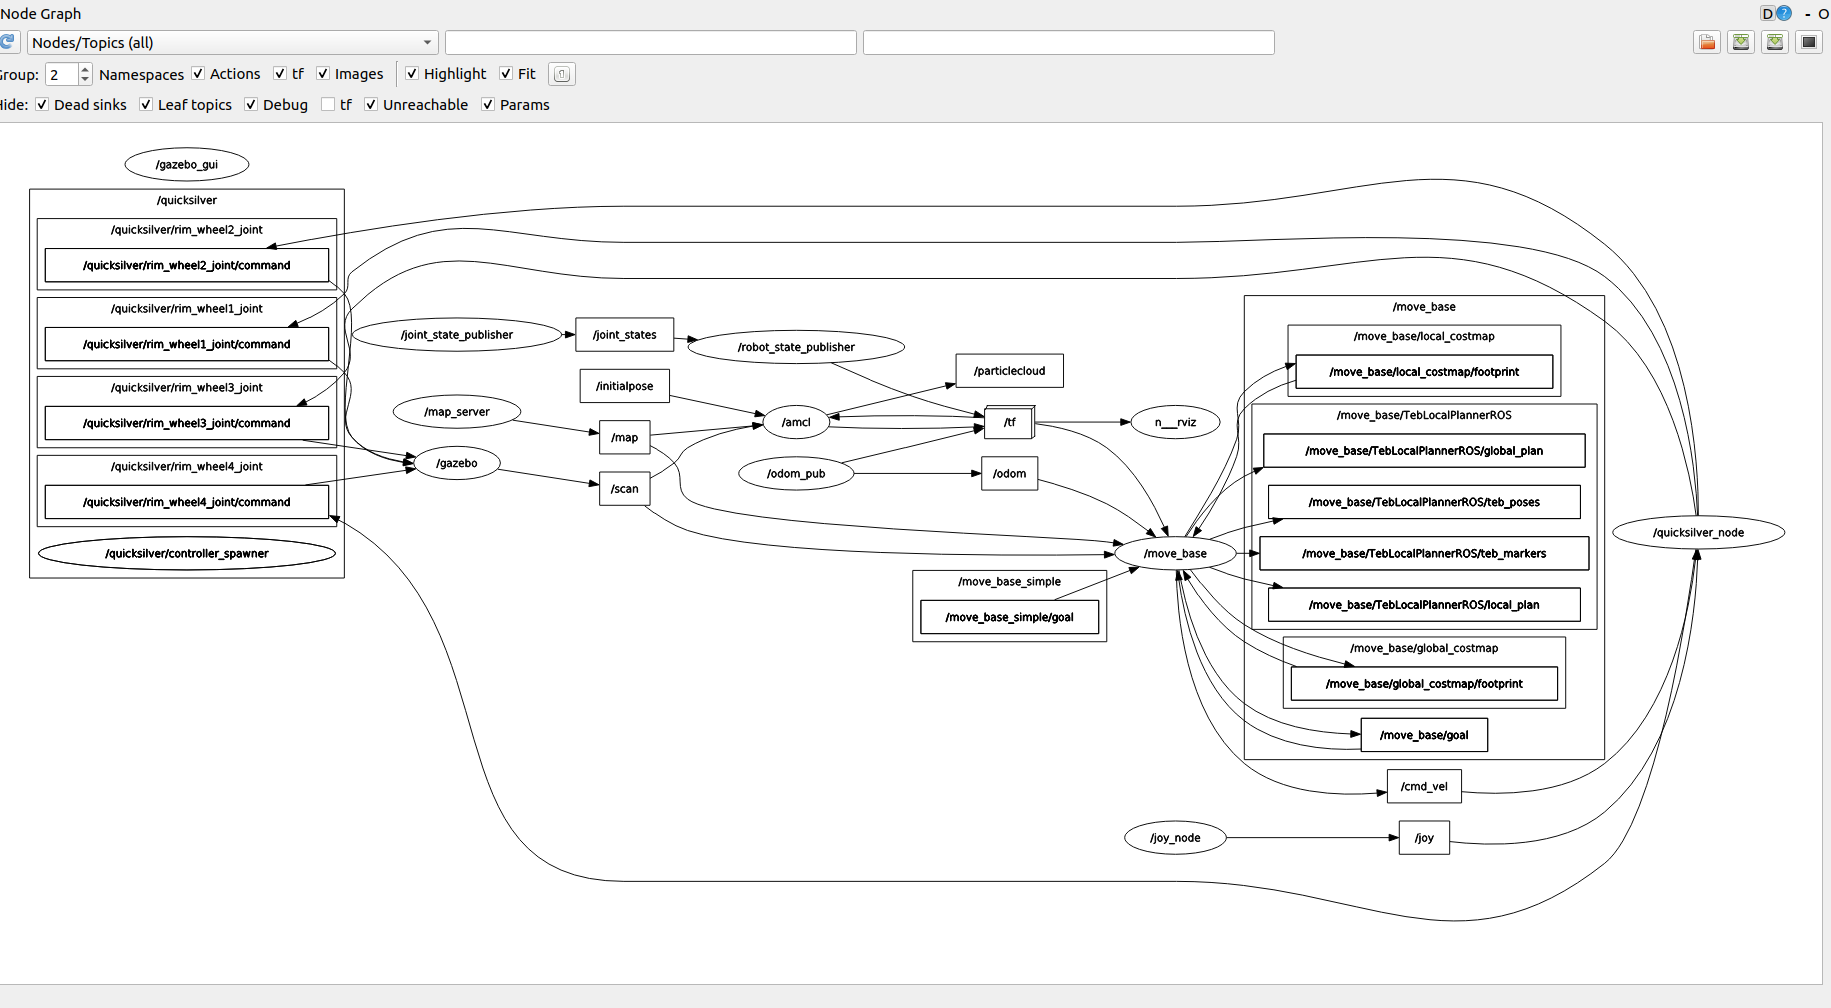 Node Graph
D ? - O
Nodes/Topics (all)
Group: 2 Namespaces Actions tf Images Highlight Fit
Hide: Dead sinks Leaf topics Debug tf Unreachable Params
/gazebo_gui
/quicksilver
/quicksilver/rim_wheel2_joint
/quicksilver/rim_wheel2_joint/command
/quicksilver/rim_wheel1_joint
/quicksilver/rim_wheel1_joint/command
/quicksilver/rim_wheel3_joint
/quicksilver/rim_wheel3_joint/command
/quicksilver/rim_wheel4_joint
/quicksilver/rim_wheel4_joint/command
/quicksilver/controller_spawner
/joint_state_publisher
/map_server
/gazebo
/joint_states
/initialpose
/map
/scan
/robot_state_publisher
/amcl
/odom_pub
/particlecloud
/tf
/odom
/move_base_simple
/move_base_simple/goal
n___rviz
/move_base
/joy_node
/move_base
/move_base/local_costmap
/move_base/local_costmap/footprint
/move_base/TebLocalPlannerROS
/move_base/TebLocalPlannerROS/global_plan
/move_base/TebLocalPlannerROS/teb_poses
/move_base/TebLocalPlannerROS/teb_markers
/move_base/TebLocalPlannerROS/local_plan
/move_base/global_costmap
/move_base/global_costmap/footprint
/move_base/goal
/cmd_vel
/joy
/quicksilver_node